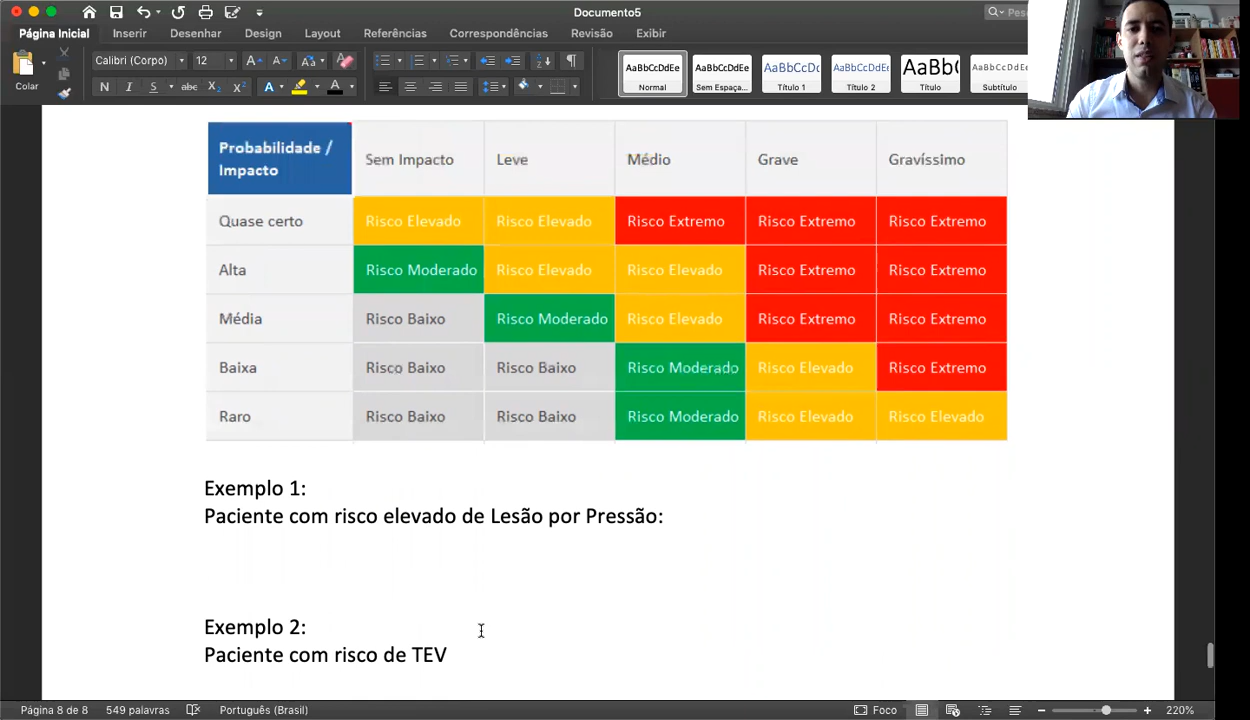 Documento5
Pes
Página Inicial Inserir Desenhar Design Layout Referências Correspondências Revisão Exibir
Colar
Calibri (Corpo) 12 A A Aa A
N I S abc X₂ X² A A
AaBbCcDdEe AaBbCcDdEe AaBbCcDc AaBbCcDdEe AaBb( AaBbCcDdEe
Normal Sem Espaça... Título 1 Título 2 Título Subtítulo
Probabilidade / Impacto Sem Impacto Leve Médio Grave Gravíssimo
Quase certo Risco Elevado Risco Elevado Risco Extremo Risco Extremo Risco Extremo
Alta Risco Moderado Risco Elevado Risco Elevado Risco Extremo Risco Extremo
Média Risco Baixo Risco Moderado Risco Elevado Risco Extremo Risco Extremo
Baixa Risco Baixo Risco Baixo Risco Moderado Risco Elevado Risco Extremo
Raro Risco Baixo Risco Baixo Risco Moderado Risco Elevado Risco Elevado
Exemplo 1:
Paciente com risco elevado de Lesão por Pressão:
Exemplo 2:
Paciente com risco de TEV
Página 8 de 8 549 palavras Português (Brasil) Foco 220%